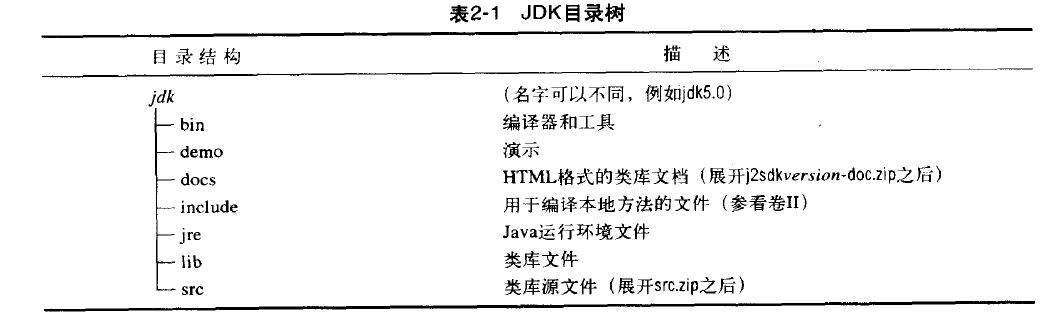 表2-1 JDK目录树
目录结构 描 述
jdk (名字可以不同，例如jdk5.0)
bin 编译器和工具
demo 演示
docs HTML格式的类库文档（展开j2sdkversion-doc.zip之后）
include 用于编译本地方法的文件（参看卷II）
jre Java运行环境文件
lib 类库文件
src 类库源文件（展开src.zip之后）